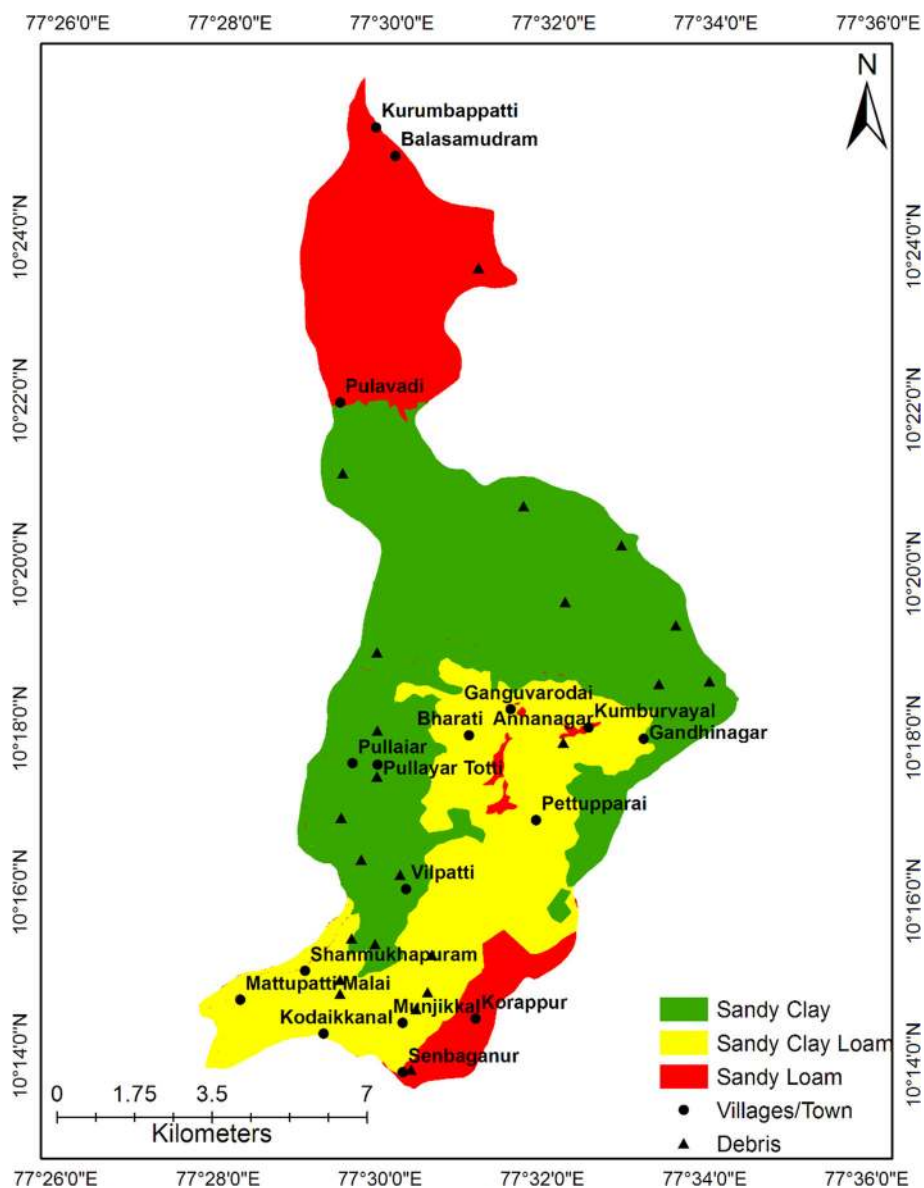 77°26'0"E 77°28'0"E 77°30'0"E 77°32'0"E 77°34'0"E 77°36'0"E
N
Kurumbappatti
Balasamudram
10°24'0"N 10°24'0"N
Pulavadi
10°22'0"N 10°22'0"N
10°20'0"N 10°20'0"N
Ganguvarodai
Bharati Annanagar Kumburvayal
10°18'0"N 10°18'0"N
Gandhinagar
Pullaiar
Pullayar Totti
Pettupparai
Vilpatti
10°16'0"N 10°16'0"N
Shanmukhapuram
Mattupatti Malai
Munjikkal Korappur
Kodaikkanal
10°14'0"N 10°14'0"N
Senbaganur
Sandy Clay
Sandy Clay Loam
Sandy Loam
Villages/Town
Debris
0 1.75 3.5 7
Kilometers
77°26'0"E 77°28'0"E 77°30'0"E 77°32'0"E 77°34'0"E 77°36'0"E